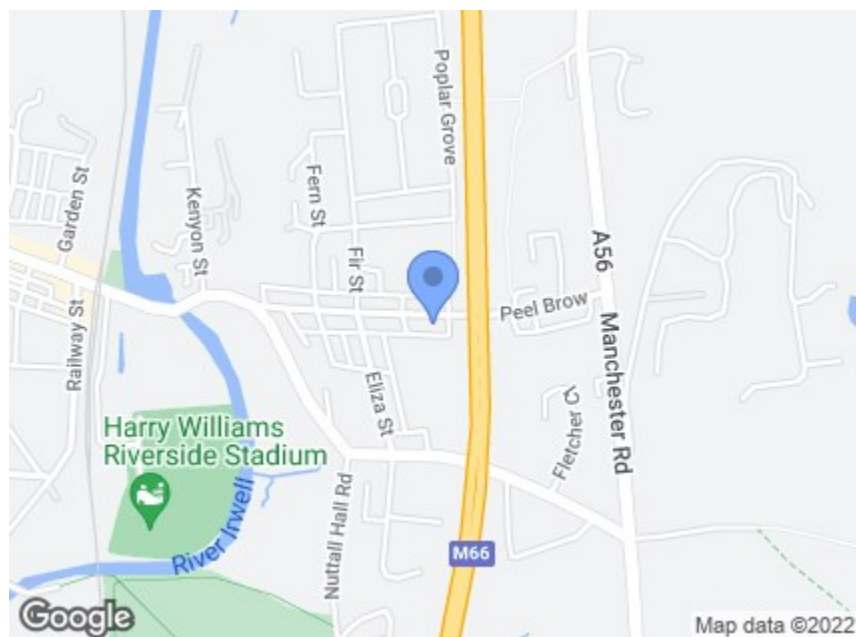 Poplar Grove
Garden St
Kenyon St
Fern St
Fir St
A56
Manchester Rd
Peel Brow
Railway St
Eliza St
Fletcher Cl
Harry Williams
Riverside Stadium
Nuttall Hall Rd
River Irwell
M66
Google
Map data ©2022